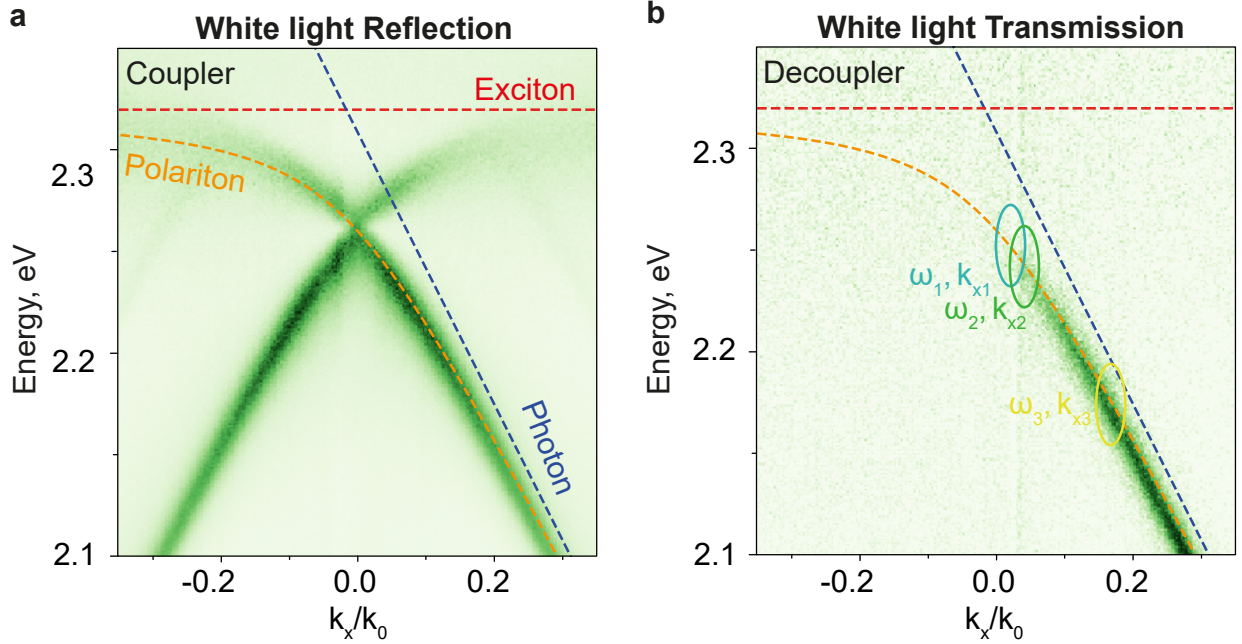 a
White light Reflection
Coupler
Exciton
Polariton
Photon
Energy, eV
2.3
2.2
2.1
-0.2
0.0
0.2
kₓ/k₀
b
White light Transmission
Decoupler
ω₁, kₓ₁
ω₂, kₓ₂
ω₃, kₓ₃
Energy, eV
2.3
2.2
2.1
-0.2
0.0
0.2
kₓ/k₀